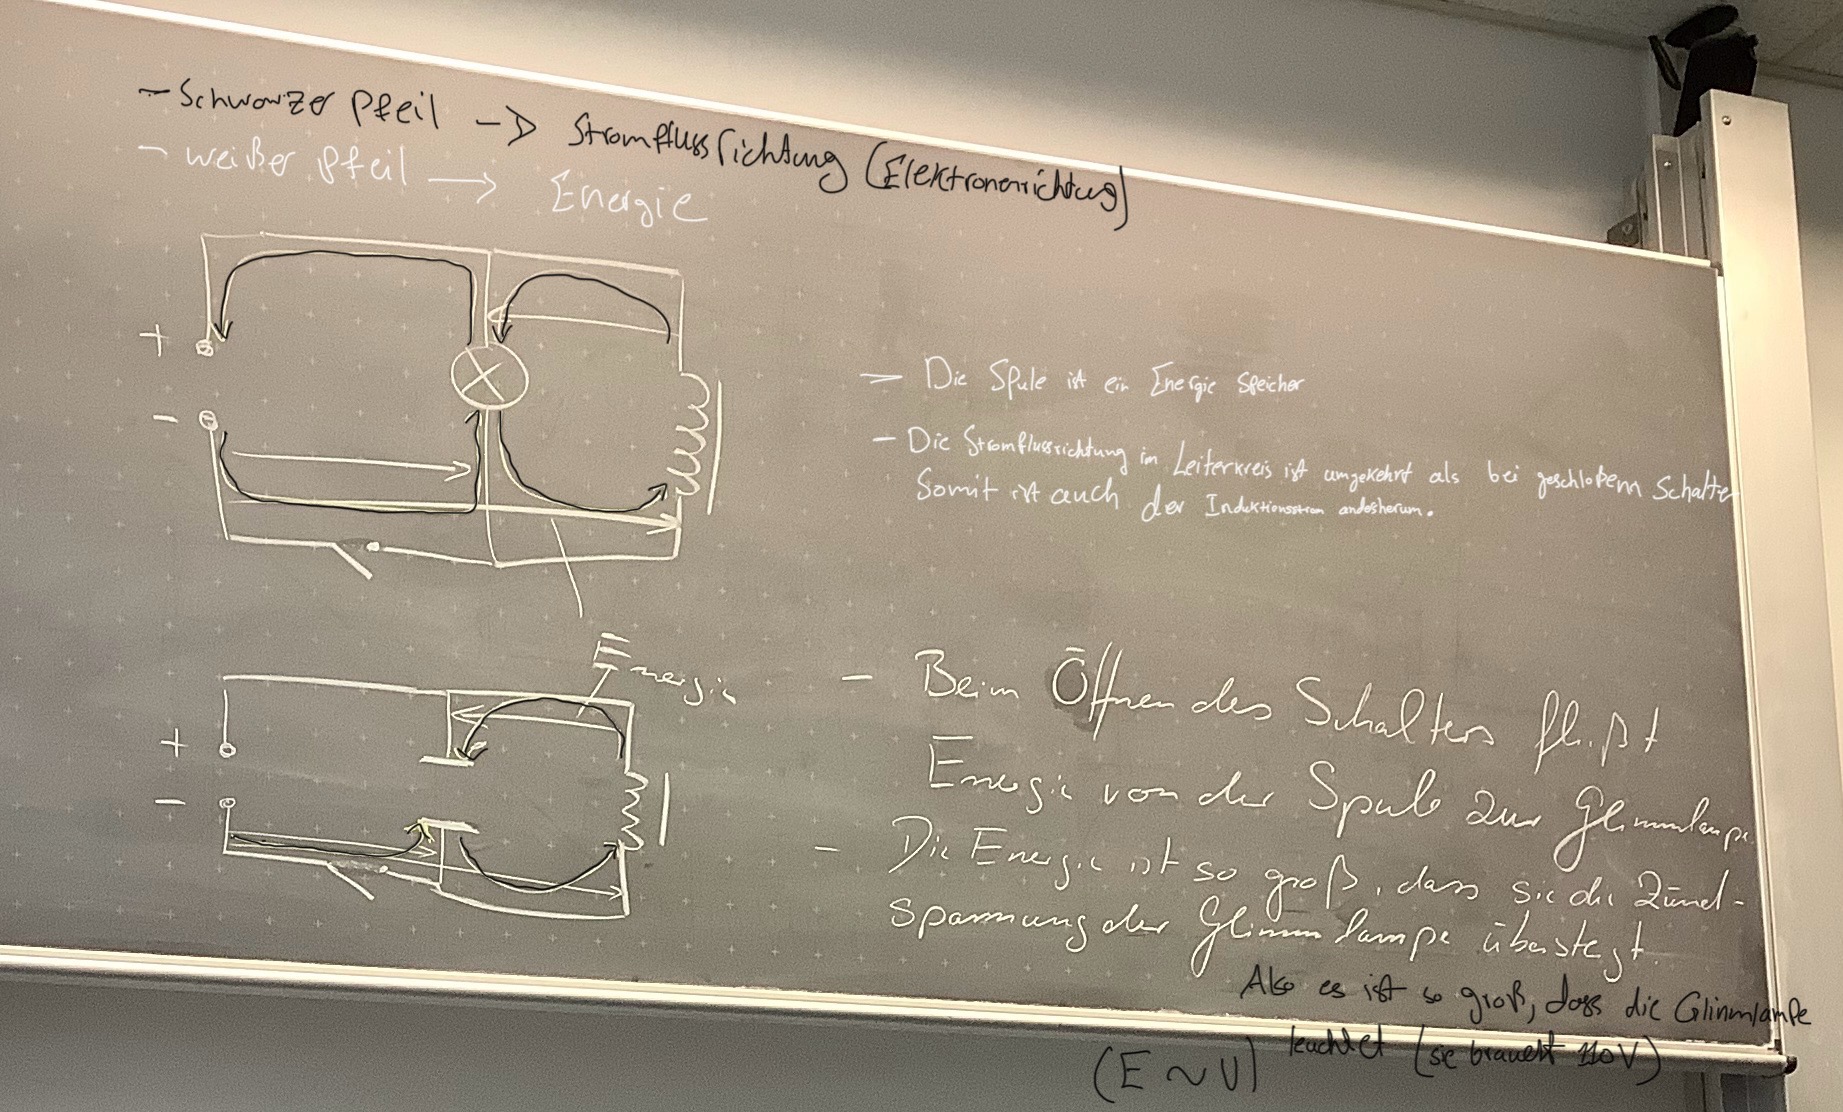 - Schwarzer Pfeil -> Stromflussrichtung (Elektronenrichtung)
- weißer Pfeil -> Energie
+
-
- Die Spule ist ein Energie speicher
- Die Stromflussrichtung im Leiterkreis ist umgekehrt als bei geschloßenem Schalter
Somit ist auch der Induktionsstrom andersherum.
Energie
+
-
- Beim Öffnen des Schalters fließt
Energie von der Spule zur Glimmlampe
- Die Energie ist so groß, dass sie die Zünd-
spannung der Glimmlampe übersteigt.
Also es ist so groß, dass die Glimmlampe
leuchtet (sie braucht 110V)
(E ~ U)